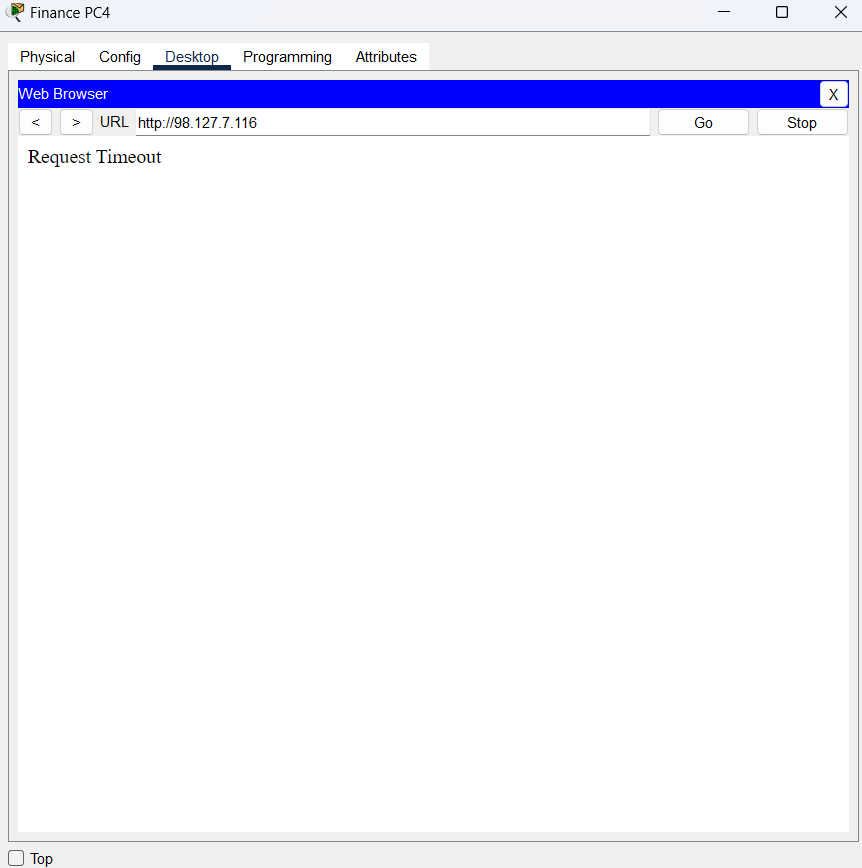 Finance PC4
Physical Config Desktop Programming Attributes
Web Browser X
< > URL http://98.127.7.116 Go Stop
Request Timeout
Top